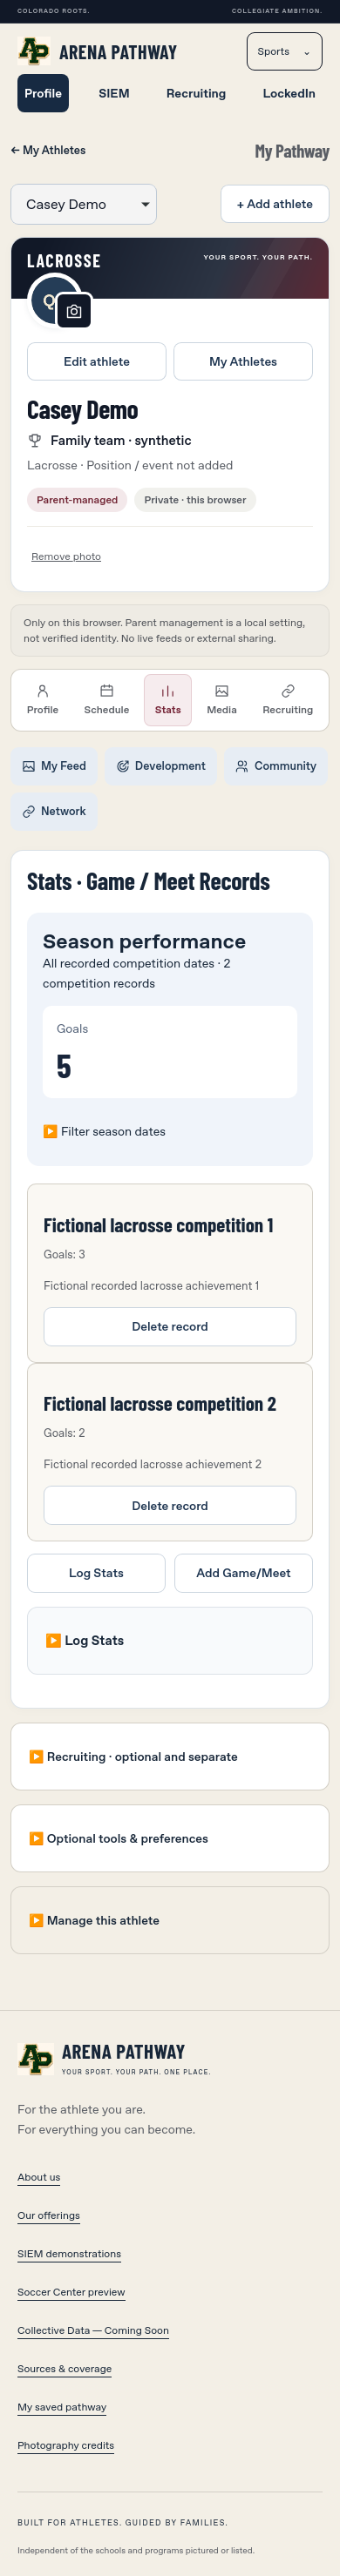 COLORADO ROOTS. COLLEGIATE AMBITION.
AP ARENA PATHWAY Sports
Profile SIEM Recruiting LockedIn
← My Athletes My Pathway
Casey Demo + Add athlete
LACROSSE YOUR SPORT. YOUR PATH.
Edit athlete My Athletes
Casey Demo
Family team · synthetic
Lacrosse · Position / event not added
Parent-managed Private · this browser
Remove photo
Only on this browser. Parent management is a local setting,
not verified identity. No live feeds or external sharing.
Profile Schedule Stats Media Recruiting
My Feed Development Community
Network
Stats · Game / Meet Records
Season performance
All recorded competition dates · 2
competition records
Goals
5
Filter season dates
Fictional lacrosse competition 1
Goals: 3
Fictional recorded lacrosse achievement 1
Delete record
Fictional lacrosse competition 2
Goals: 2
Fictional recorded lacrosse achievement 2
Delete record
Log Stats Add Game/Meet
Log Stats
Recruiting · optional and separate
Optional tools & preferences
Manage this athlete
AP ARENA PATHWAY
YOUR SPORT. YOUR PATH. ONE PLACE.
For the athlete you are.
For everything you can become.
About us
Our offerings
SIEM demonstrations
Soccer Center preview
Collective Data — Coming Soon
Sources & coverage
My saved pathway
Photography credits
BUILT FOR ATHLETES. GUIDED BY FAMILIES.
Independent of the schools and programs pictured or listed.